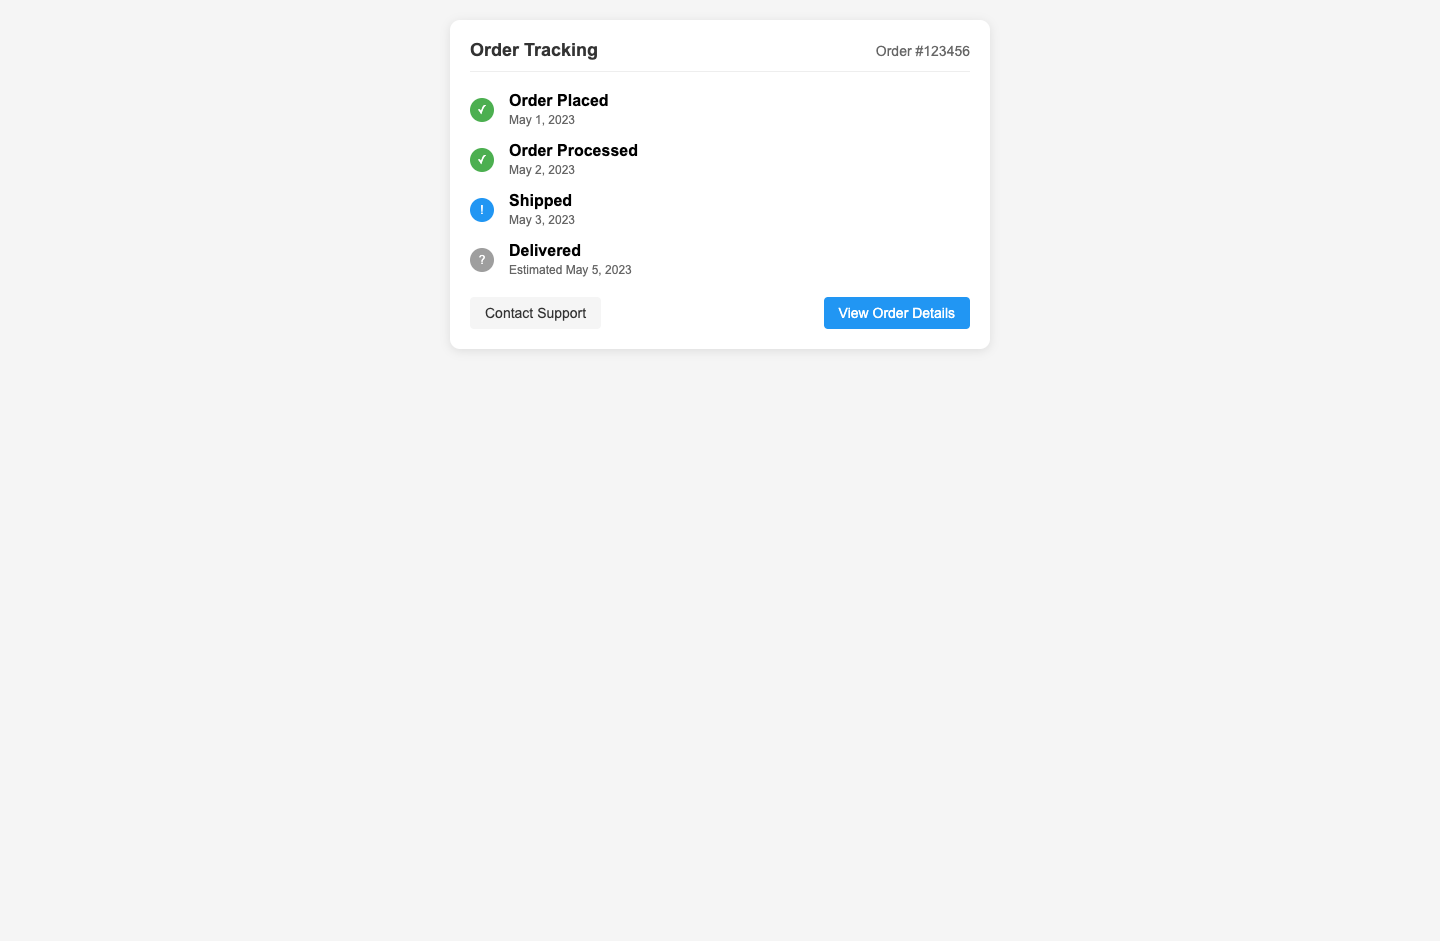 Order Tracking
Order #123456
✓
Order Placed
May 1, 2023
✓
Order Processed
May 2, 2023
!
Shipped
May 3, 2023
?
Delivered
Estimated May 5, 2023
Contact Support
View Order Details